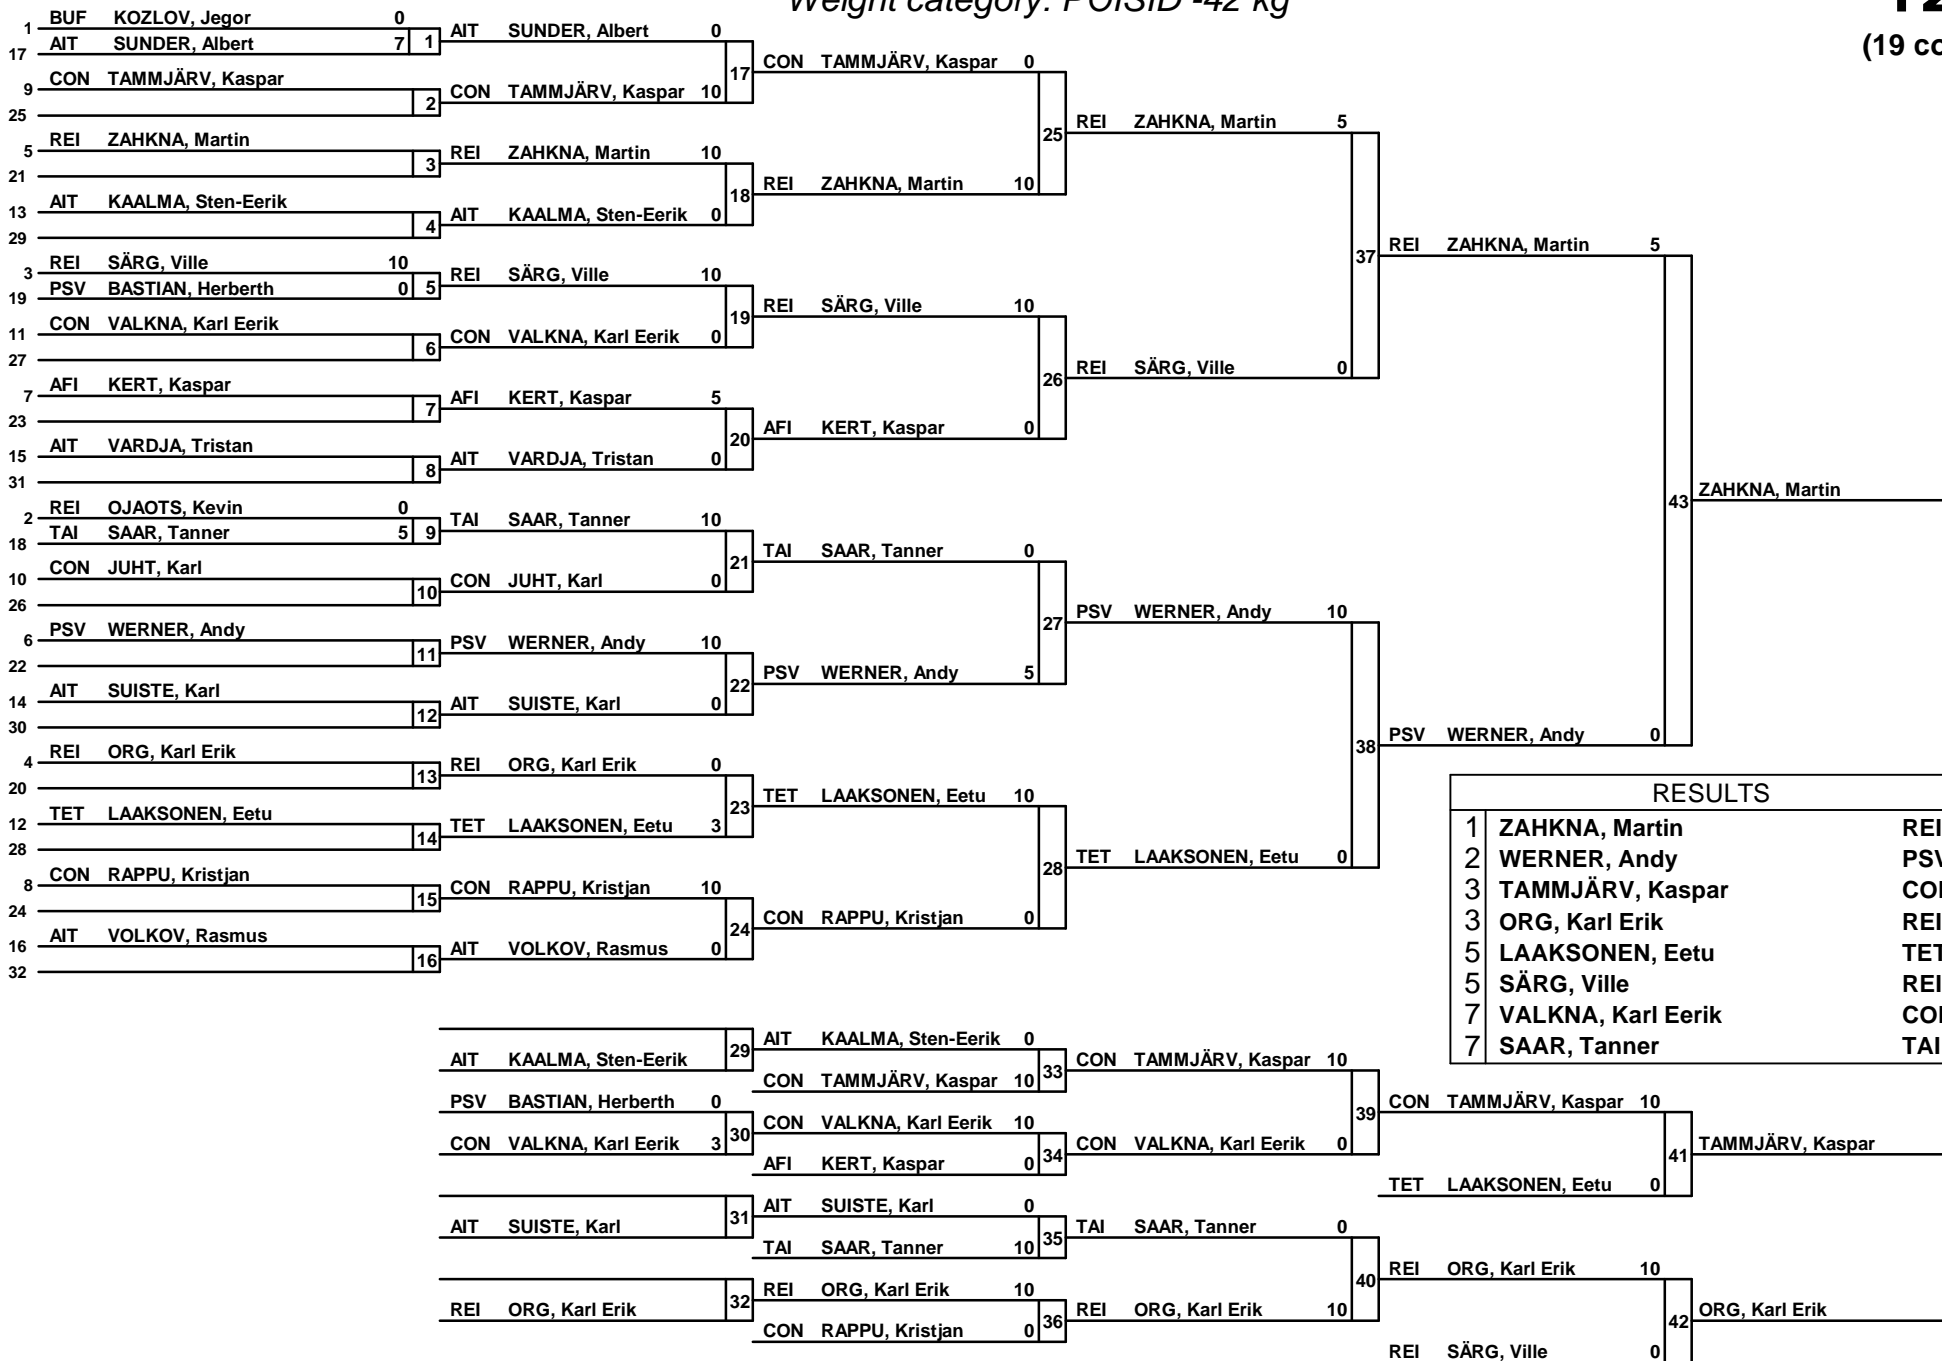 Weight category: POISID -42 kg
(19 co
1 BUF KOZLOV, Jegor 0
17 AIT SUNDER, Albert 7
1
AIT SUNDER, Albert 0
9 CON TAMMJÄRV, Kaspar
25
2
CON TAMMJÄRV, Kaspar 10
17
CON TAMMJÄRV, Kaspar 0
5 REI ZAHKNA, Martin
21
3
REI ZAHKNA, Martin 10
13 AIT KAALMA, Sten-Eerik
29
4
AIT KAALMA, Sten-Eerik 0
18
REI ZAHKNA, Martin 10
25
REI ZAHKNA, Martin 5
3 REI SÄRG, Ville 10
19 PSV BASTIAN, Herberth 0
5
REI SÄRG, Ville 10
11 CON VALKNA, Karl Eerik
27
6
CON VALKNA, Karl Eerik 0
19
REI SÄRG, Ville 10
7 AFI KERT, Kaspar
23
7
AFI KERT, Kaspar 5
15 AIT VARDJA, Tristan
31
8
AIT VARDJA, Tristan 0
20
AFI KERT, Kaspar 0
26
REI SÄRG, Ville 0
37
REI ZAHKNA, Martin 5
2 REI OJAOTS, Kevin 0
18 TAI SAAR, Tanner 5
9
TAI SAAR, Tanner 10
10 CON JUHT, Karl
26
10
CON JUHT, Karl 0
21
TAI SAAR, Tanner 0
6 PSV WERNER, Andy
22
11
PSV WERNER, Andy 10
14 AIT SUISTE, Karl
30
12
AIT SUISTE, Karl 0
22
PSV WERNER, Andy 5
27
PSV WERNER, Andy 10
4 REI ORG, Karl Erik
20
13
REI ORG, Karl Erik 0
12 TET LAAKSONEN, Eetu
28
14
TET LAAKSONEN, Eetu 3
23
TET LAAKSONEN, Eetu 10
8 CON RAPPU, Kristjan
24
15
CON RAPPU, Kristjan 10
16 AIT VOLKOV, Rasmus
32
16
AIT VOLKOV, Rasmus 0
24
CON RAPPU, Kristjan 0
28
TET LAAKSONEN, Eetu 0
38
PSV WERNER, Andy 0
43
ZAHKNA, Martin
RESULTS
1 ZAHKNA, Martin REI
2 WERNER, Andy PSV
3 TAMMJÄRV, Kaspar CON
3 ORG, Karl Erik REI
5 LAAKSONEN, Eetu TET
5 SÄRG, Ville REI
7 VALKNA, Karl Eerik CON
7 SAAR, Tanner TAI
AIT KAALMA, Sten-Eerik
29
AIT KAALMA, Sten-Eerik 0
CON TAMMJÄRV, Kaspar 10
33
CON TAMMJÄRV, Kaspar 10
PSV BASTIAN, Herberth 0
CON VALKNA, Karl Eerik 3
30
CON VALKNA, Karl Eerik 10
AFI KERT, Kaspar 0
34
CON VALKNA, Karl Eerik 0
39
CON TAMMJÄRV, Kaspar 10
TET LAAKSONEN, Eetu 0
41
TAMMJÄRV, Kaspar
AIT SUISTE, Karl
31
AIT SUISTE, Karl 0
TAI SAAR, Tanner 10
35
TAI SAAR, Tanner 0
REI ORG, Karl Erik
32
REI ORG, Karl Erik 10
CON RAPPU, Kristjan 0
36
REI ORG, Karl Erik 10
40
REI ORG, Karl Erik 10
REI SÄRG, Ville 0
42
ORG, Karl Erik